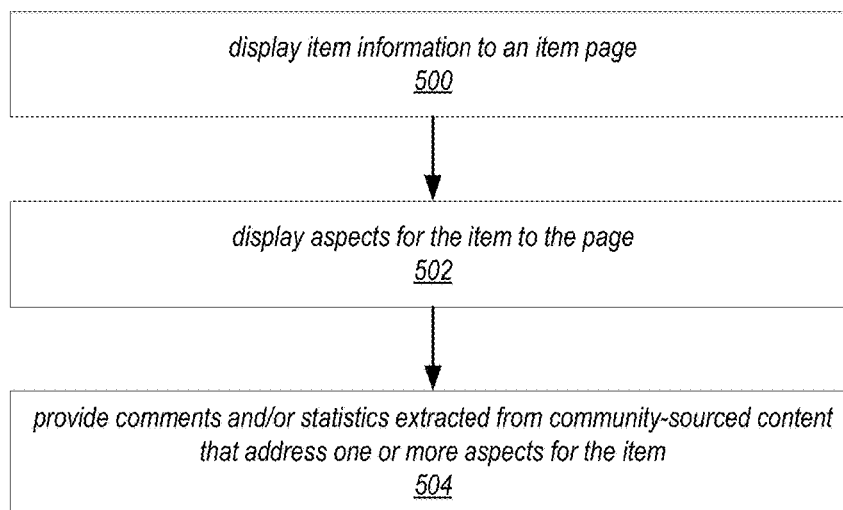 display item information to an item page
500
display aspects for the item to the page
502
provide comments and/or statistics extracted from community-sourced content
that address one or more aspects for the item
504